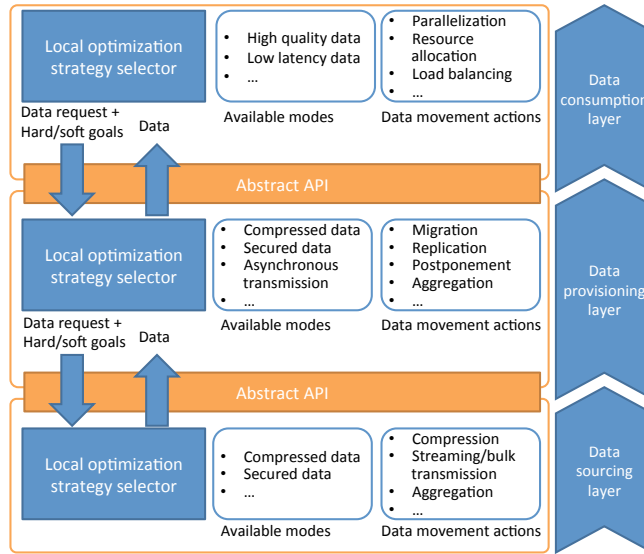 Local optimization
strategy selector
• High quality data
• Low latency data
• ...
Available modes
• Parallelization
• Resource
allocation
• Load balancing
• ...
Data movement actions
Data
consumption
layer
Data request +
Hard/soft goals
Data
Abstract API
Local optimization
strategy selector
• Compressed data
• Secured data
• Asynchronous
transmission
• ...
Available modes
• Migration
• Replication
• Postponement
• Aggregation
• ...
Data movement actions
Data
provisioning
layer
Data request +
Hard/soft goals
Data
Abstract API
Local optimization
strategy selector
• Compressed data
• Secured data
• ...
Available modes
• Compression
• Streaming/bulk
transmission
• Aggregation
• ...
Data movement actions
Data
sourcing
layer